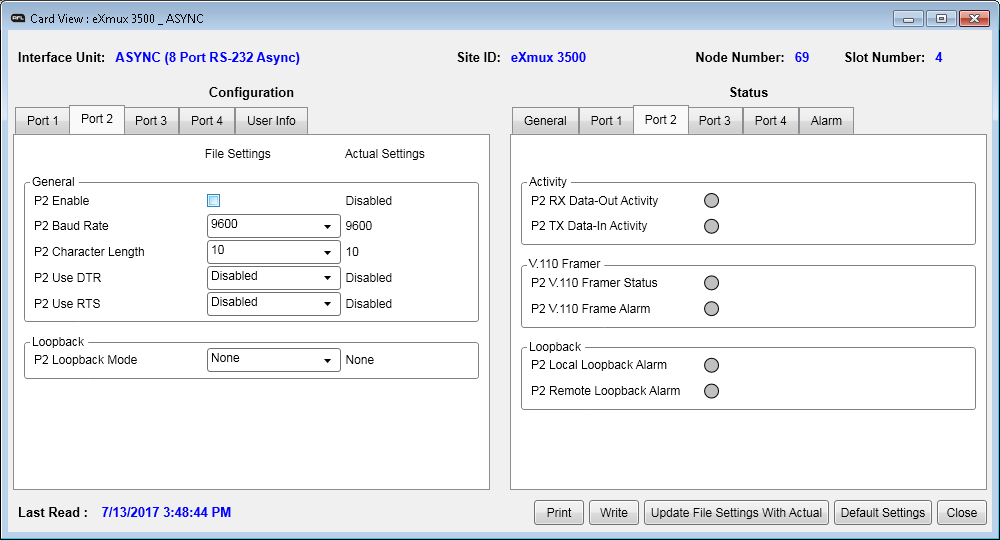 AFL Card View : eXmux 3500 _ ASYNC
Interface Unit: ASYNC (8 Port RS-232 Async) Site ID: eXmux 3500 Node Number: 69 Slot Number: 4
Configuration
Port 1 Port 2 Port 3 Port 4 User Info
File Settings Actual Settings
General
P2 Enable Disabled
P2 Baud Rate 9600 9600
P2 Character Length 10 10
P2 Use DTR Disabled Disabled
P2 Use RTS Disabled Disabled
Loopback
P2 Loopback Mode None None
Status
General Port 1 Port 2 Port 3 Port 4 Alarm
Activity
P2 RX Data-Out Activity
P2 TX Data-In Activity
V.110 Framer
P2 V.110 Framer Status
P2 V.110 Frame Alarm
Loopback
P2 Local Loopback Alarm
P2 Remote Loopback Alarm
Last Read : 7/13/2017 3:48:44 PM
Print Write Update File Settings With Actual Default Settings Close